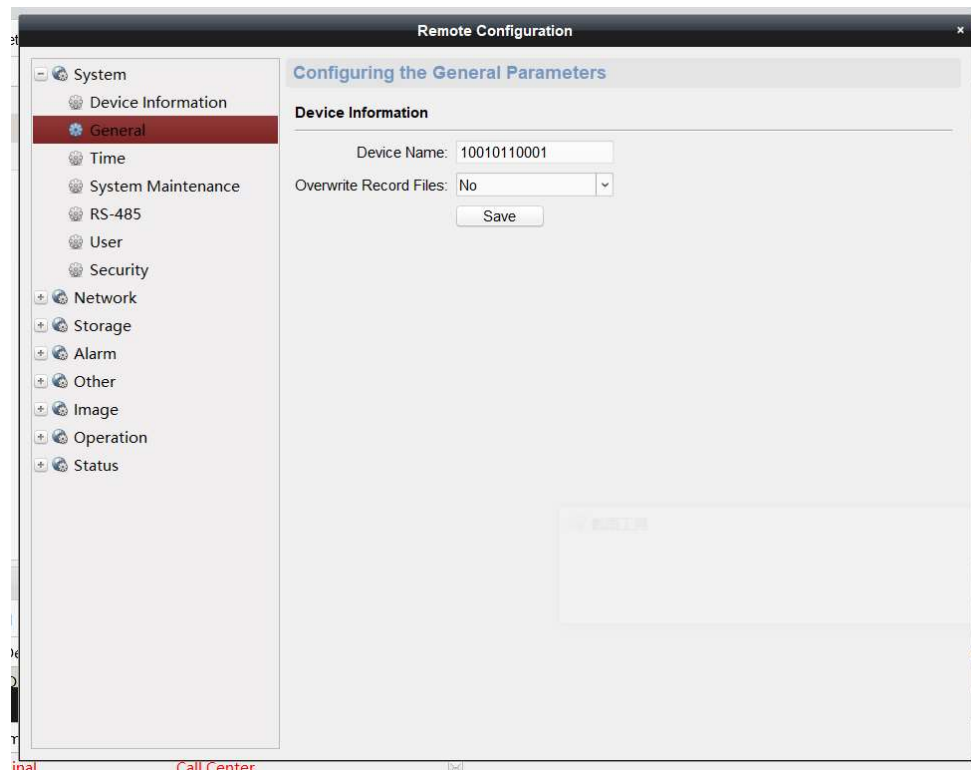 Remote Configuration
System
Device Information
General
Time
System Maintenance
RS-485
User
Security
Network
Storage
Alarm
Other
Image
Operation
Status
Configuring the General Parameters
Device Information
Device Name: 10010110001
Overwrite Record Files: No
Save
Call Center